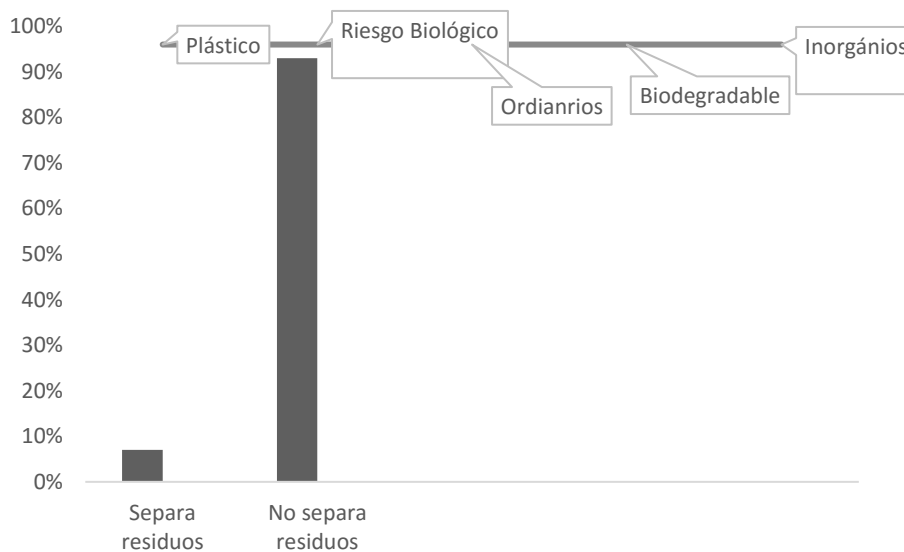 100%
90%
80%
70%
60%
50%
40%
30%
20%
10%
0%
Plástico
Riesgo Biológico
Ordianrios
Biodegradable
Inorgánios
Separa
residuos
No separa
residuos